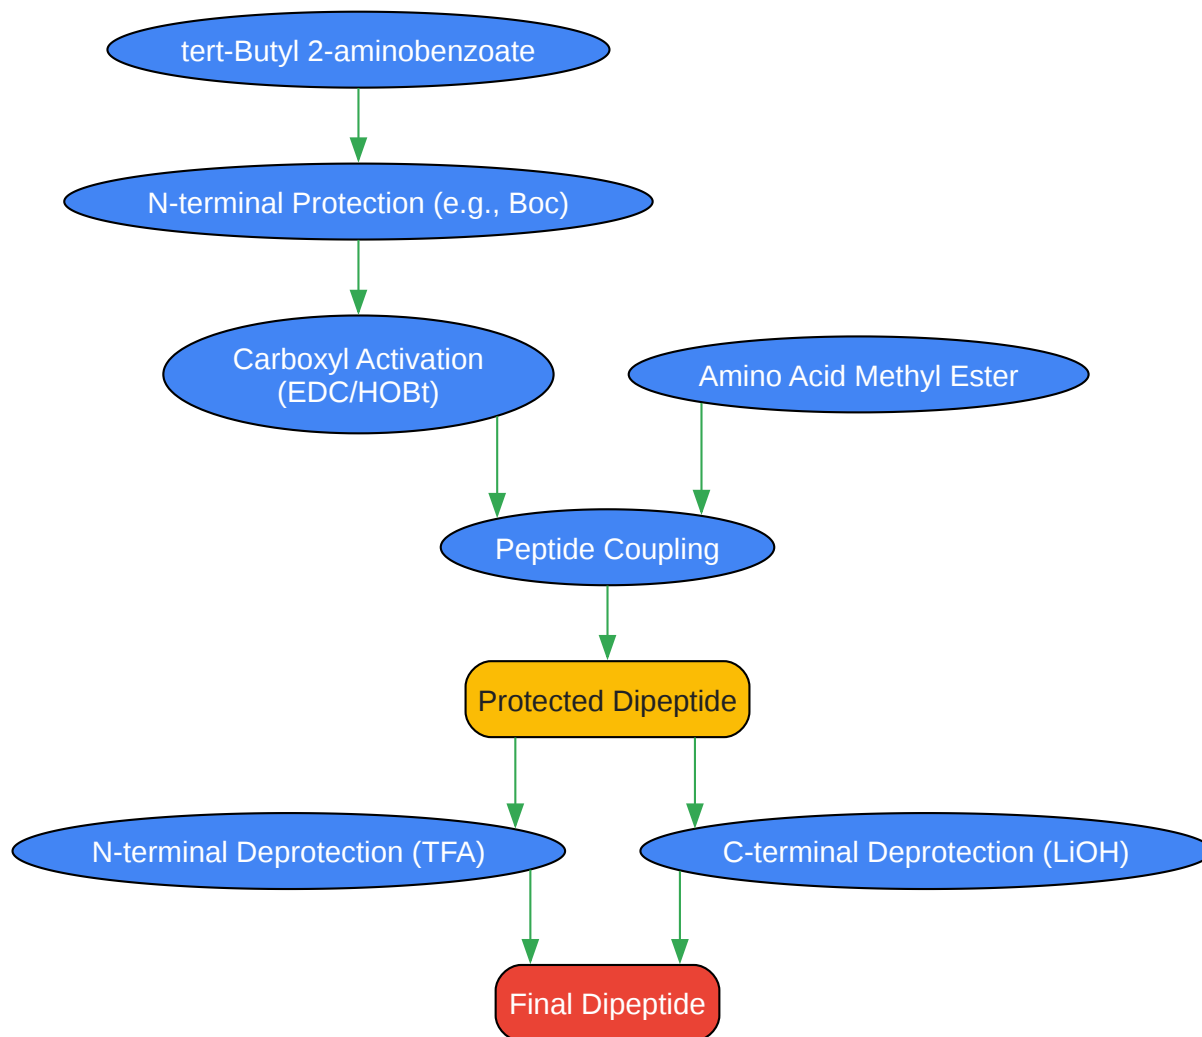 tert-Butyl 2-aminobenzoate
N-terminal Protection (e.g., Boc)
Carboxyl Activation
(EDC/HOBt)
Amino Acid Methyl Ester
Peptide Coupling
Protected Dipeptide
N-terminal Deprotection (TFA)
C-terminal Deprotection (LiOH)
Final Dipeptide